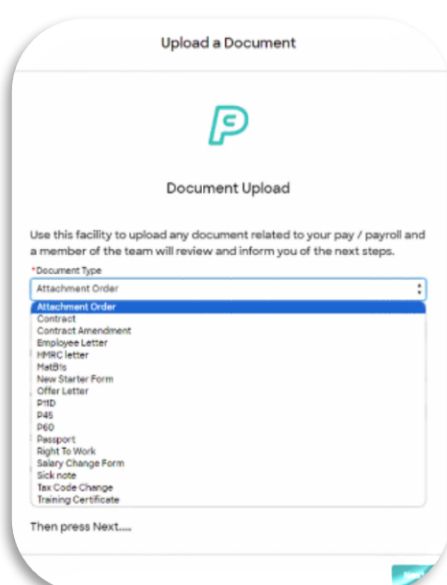 Upload a Document
Document Upload
Use this facility to upload any document related to your pay / payroll and
a member of the team will review and inform you of the next steps.
*Document Type
Attachment Order
Attachment Order
Contract
Contract Amendment
Employee Letter
HMRC letter
MatB1s
New Starter Form
Offer Letter
P11D
P45
P60
Passport
Right To Work
Salary Change Form
Sick note
Tax Code Change
Training Certificate
Then press Next....